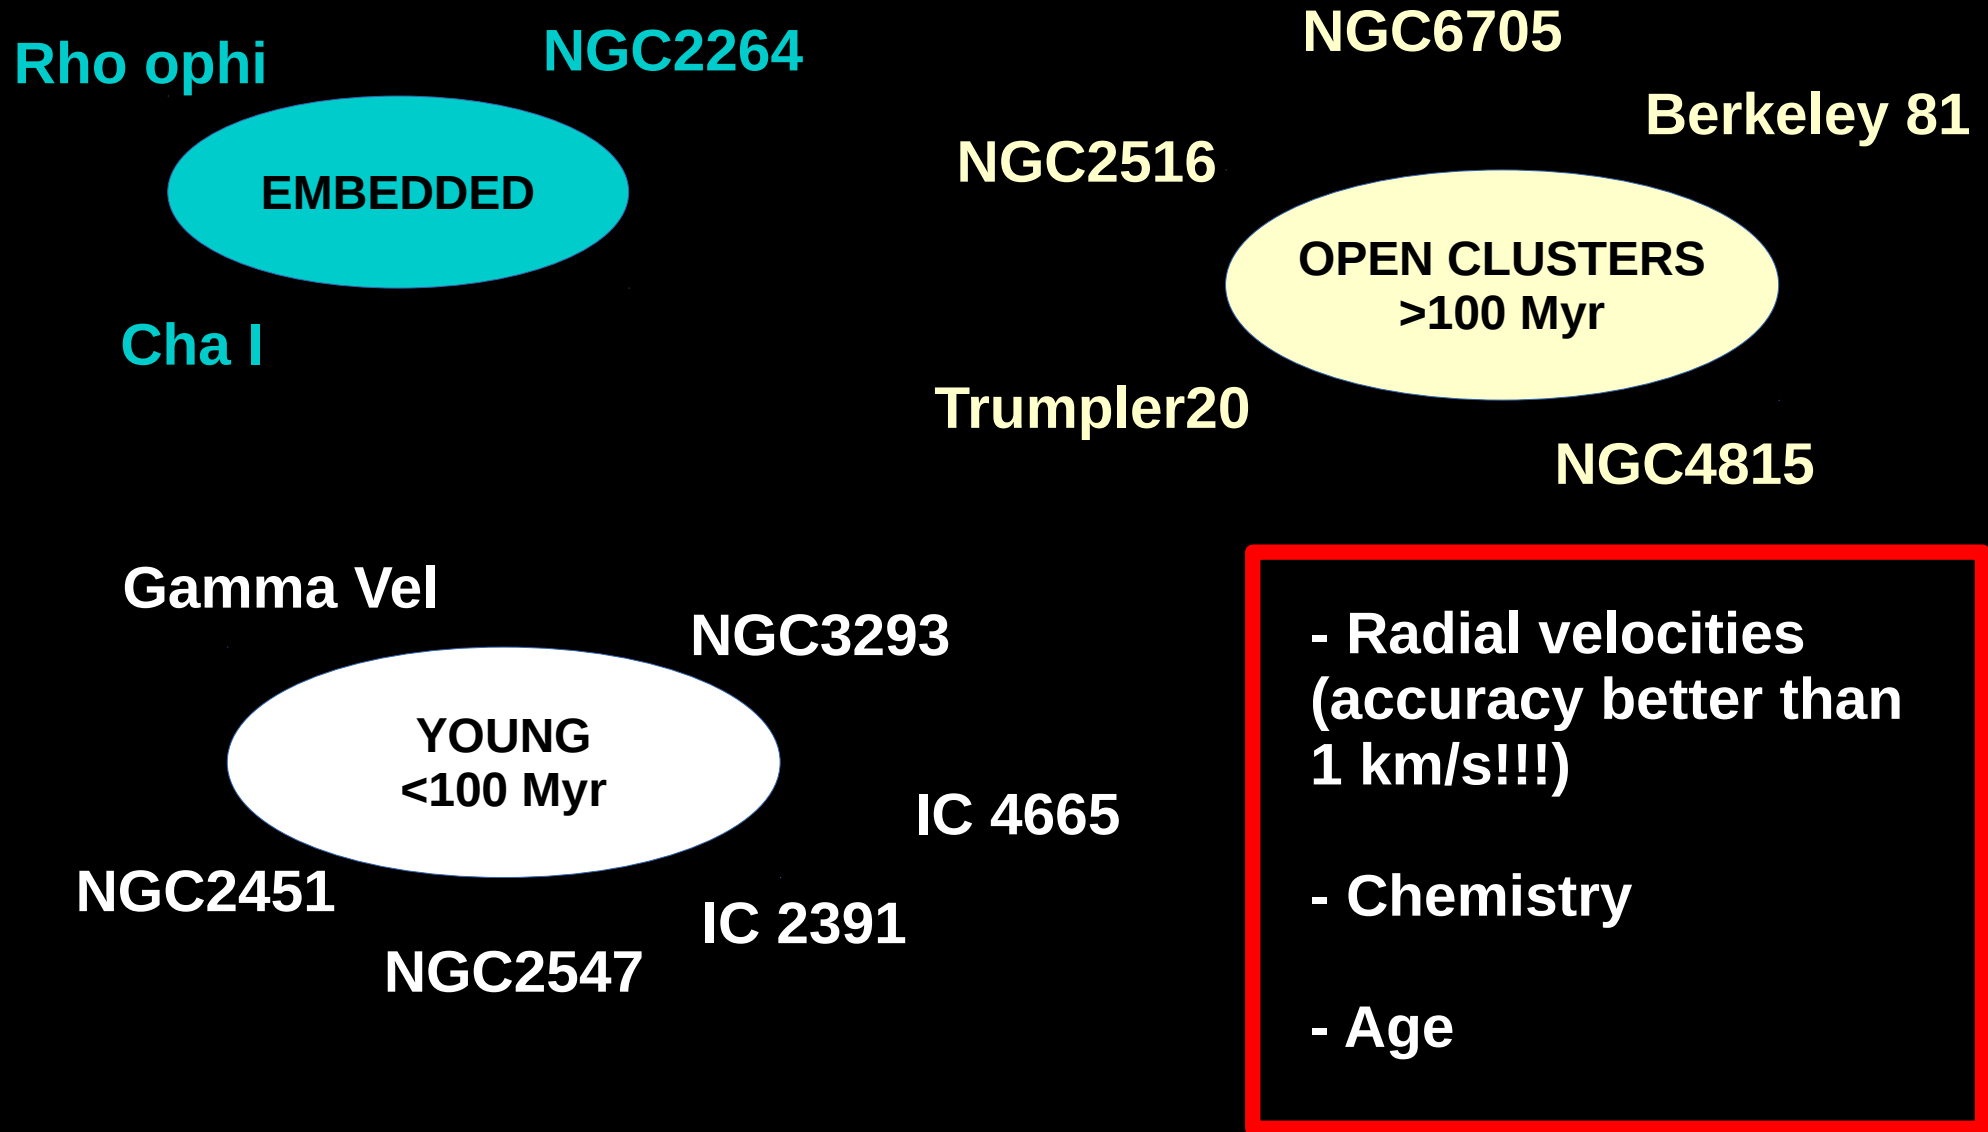 Rho ophi
NGC2264
EMBEDDED
Cha I
NGC6705
Berkeley 81
NGC2516
OPEN CLUSTERS
>100 Myr
Trumpler20
NGC4815
Gamma Vel
NGC3293
YOUNG
<100 Myr
IC 4665
NGC2451
IC 2391
NGC2547
- Radial velocities
(accuracy better than
1 km/s!!!)
- Chemistry
- Age